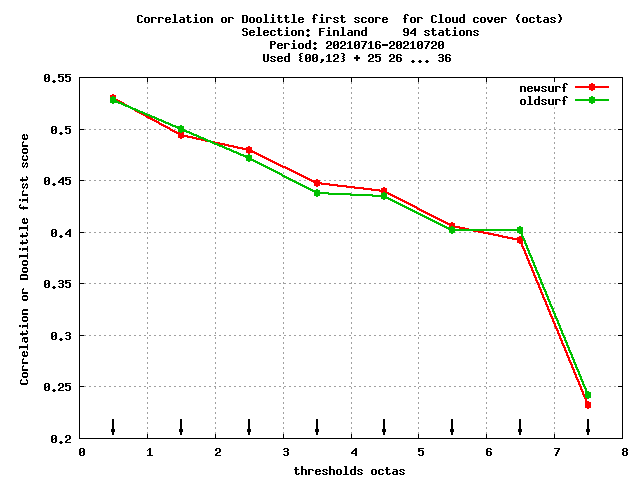 Correlation or Doolittle first score  for Cloud cover (octas)
Selection: Finland     94 stations
Period: 20210716-20210720
Used {00,12} + 25 26 ... 36
newsurf
oldsurf
Correlation or Doolittle first score
0.55
0.5
0.45
0.4
0.35
0.3
0.25
0.2
0 1 2 3 4 5 6 7 8
thresholds octas